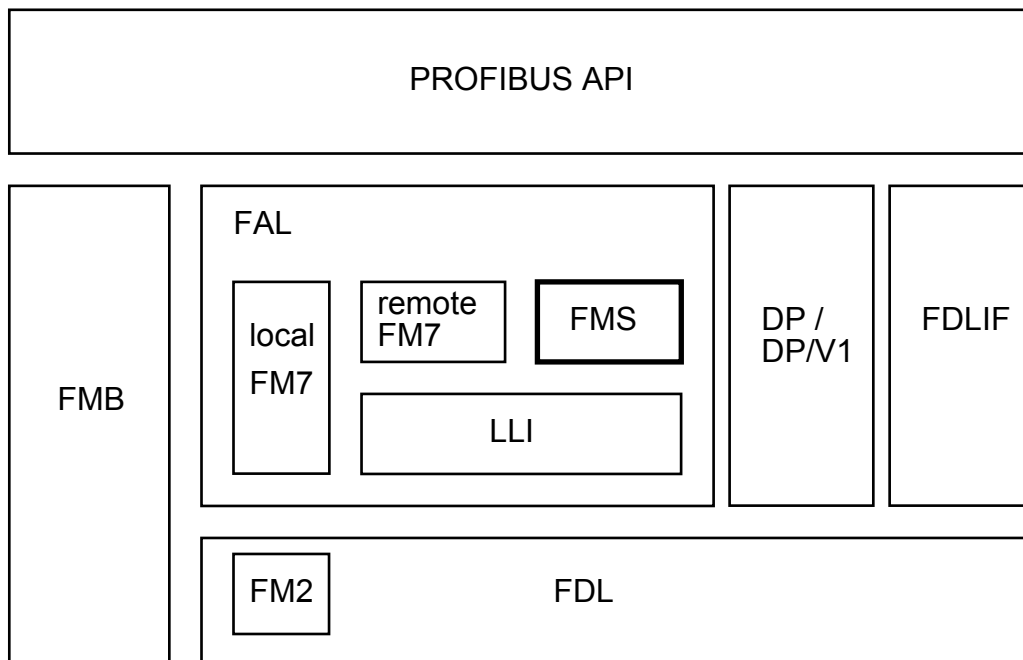 PROFIBUS API
FMB
FAL
local
FM7
remote
FM7
FMS
LLI
DP /
DP/V1
FDLIF
FM2
FDL